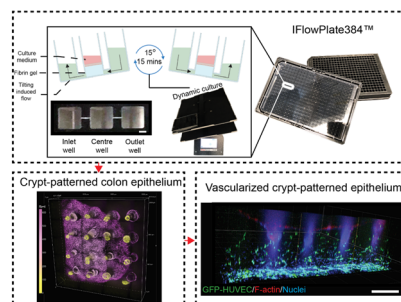 IFlowPlate384™
Culture
medium
Fibrin gel
Tilting
induced
flow
15°
15 mins
Dynamic culture
Inlet
well
Centre
well
Outlet
well
Crypt-patterned colon epithelium
Vascularized crypt-patterned epithelium
GFP-HUVEC/F-actin/Nuclei